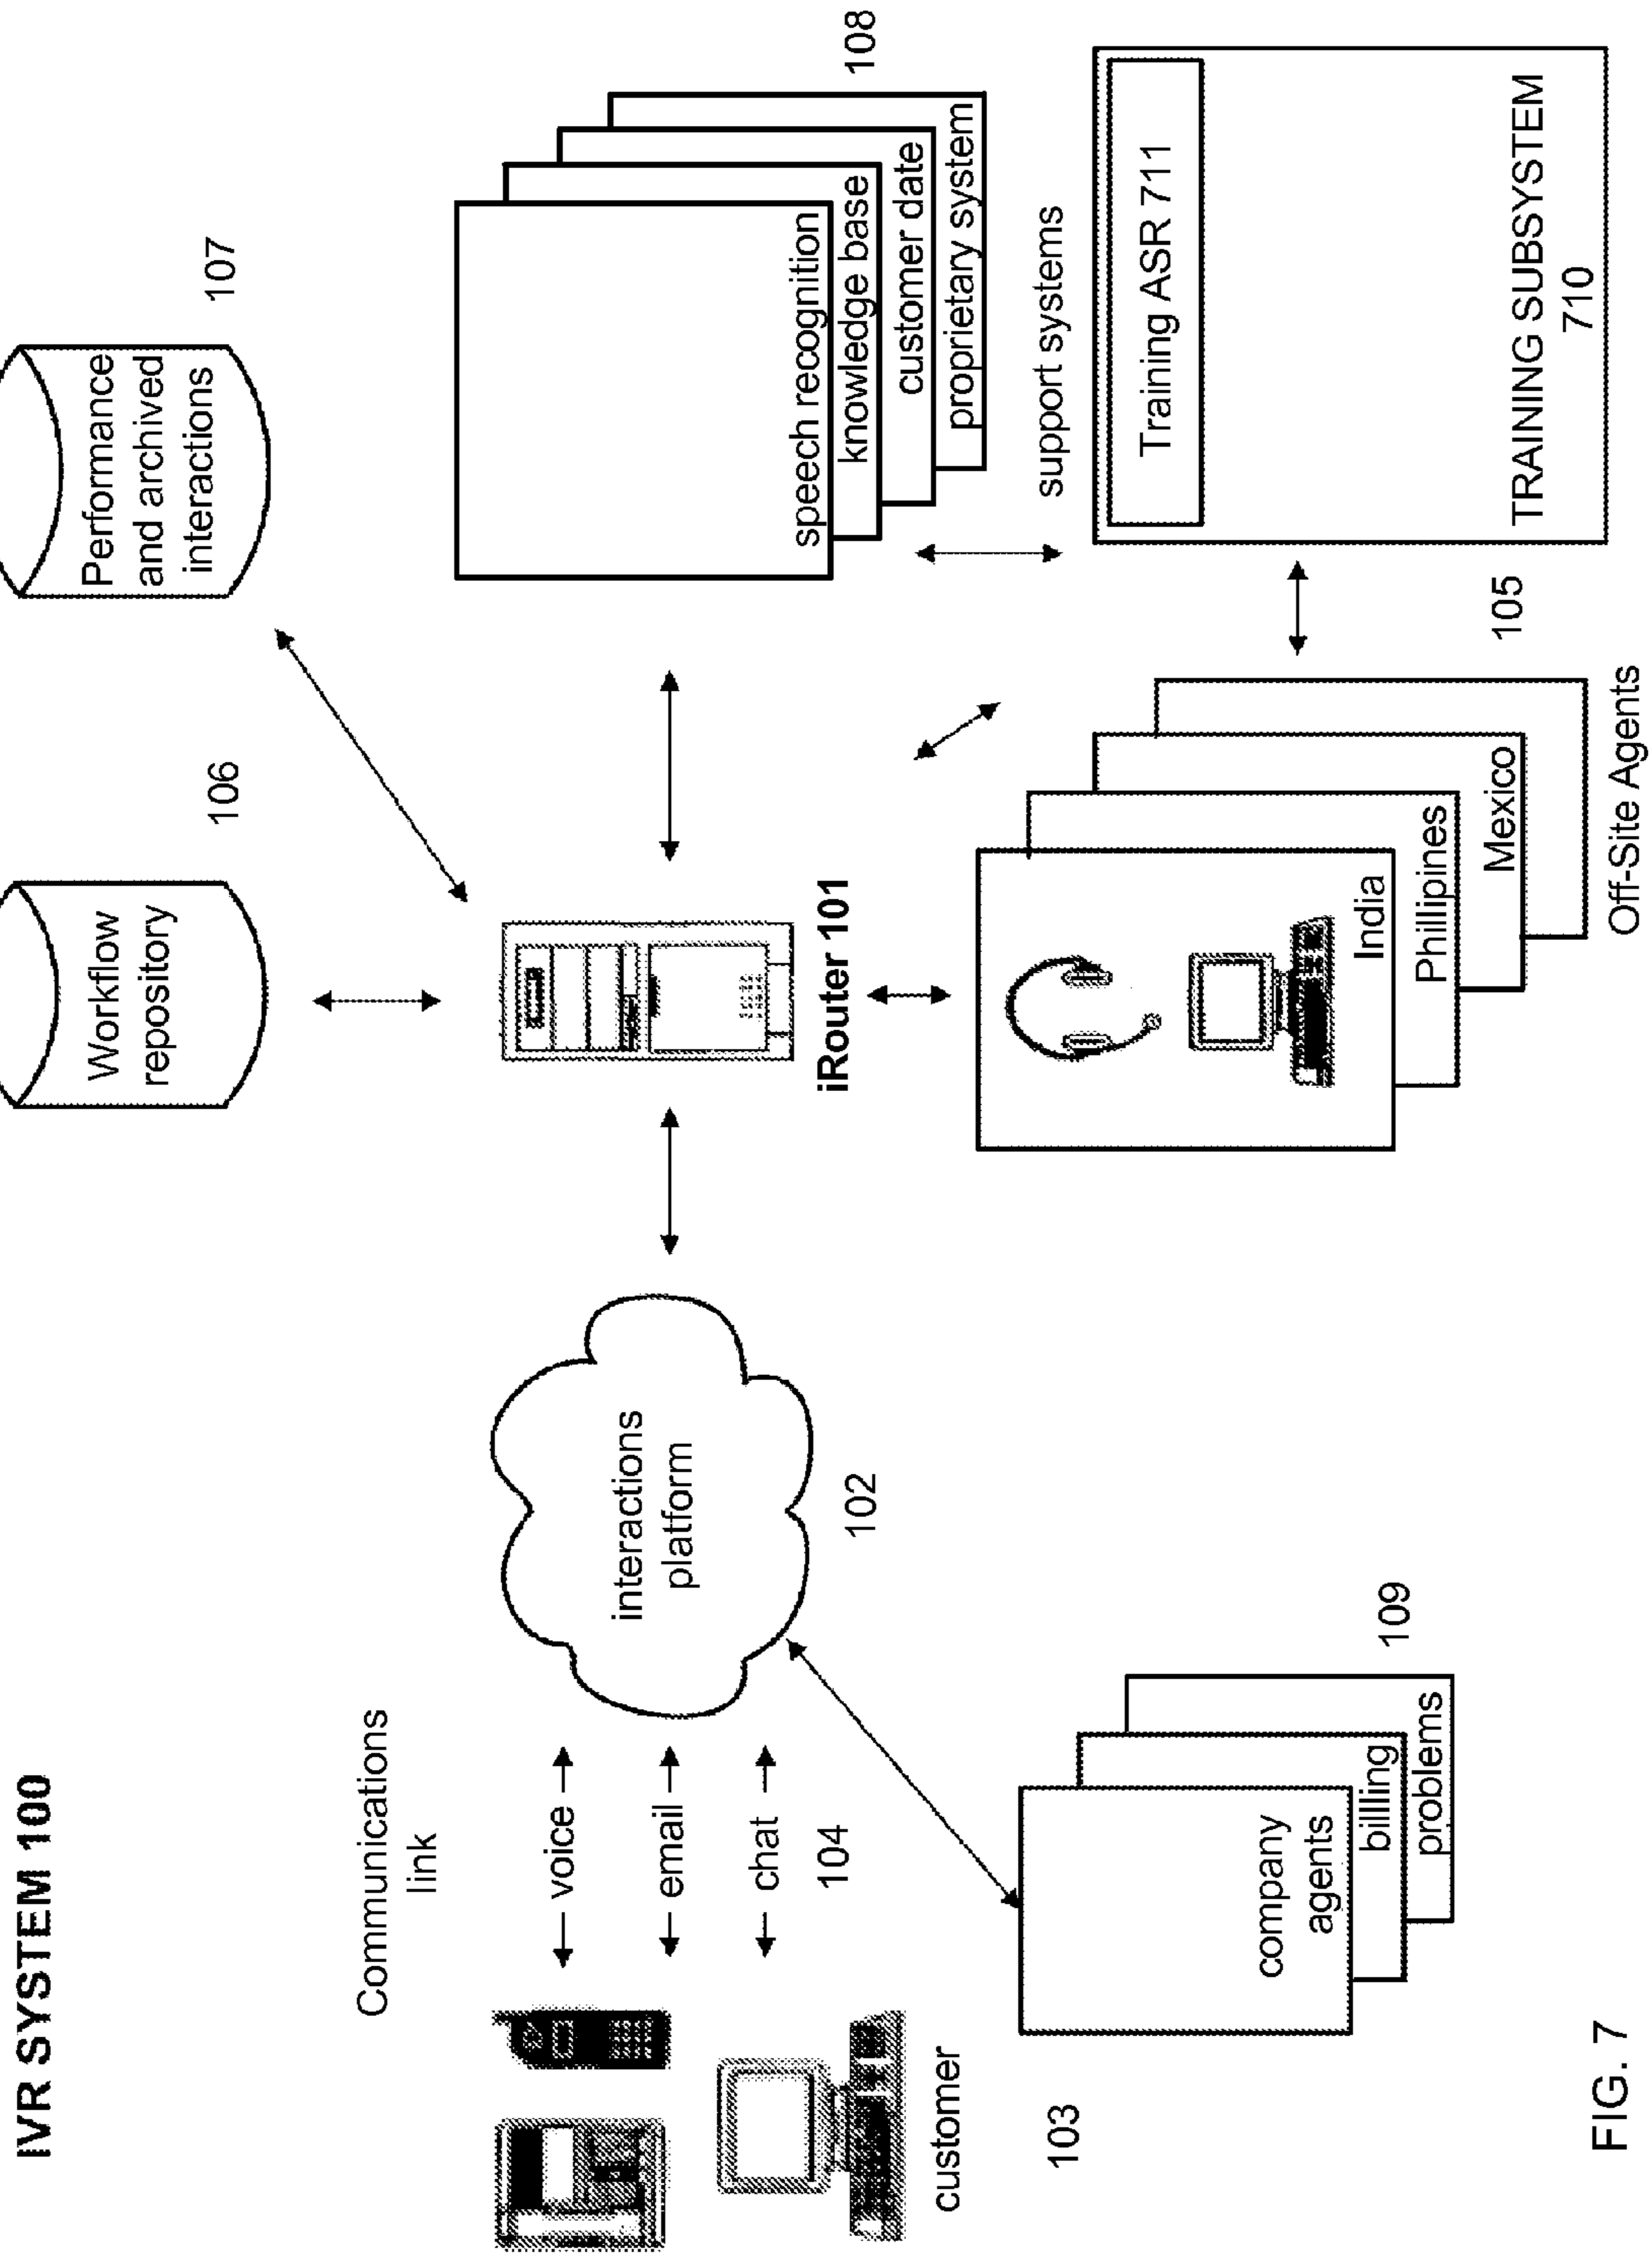 IVR SYSTEM 100
Communications
link
voice
email
chat
104
customer
103
interactions
platform
102
company
agents
billling
problems
109
Workflow
repository
106
Performance
and archived
interactions
107
iRouter 101
speech recognition
knowledge base
customer date
proprietary system
108
support systems
India
Phillipines
Mexico
105
Off-Site Agents
Training ASR 711
TRAINING SUBSYSTEM
710
FIG. 7